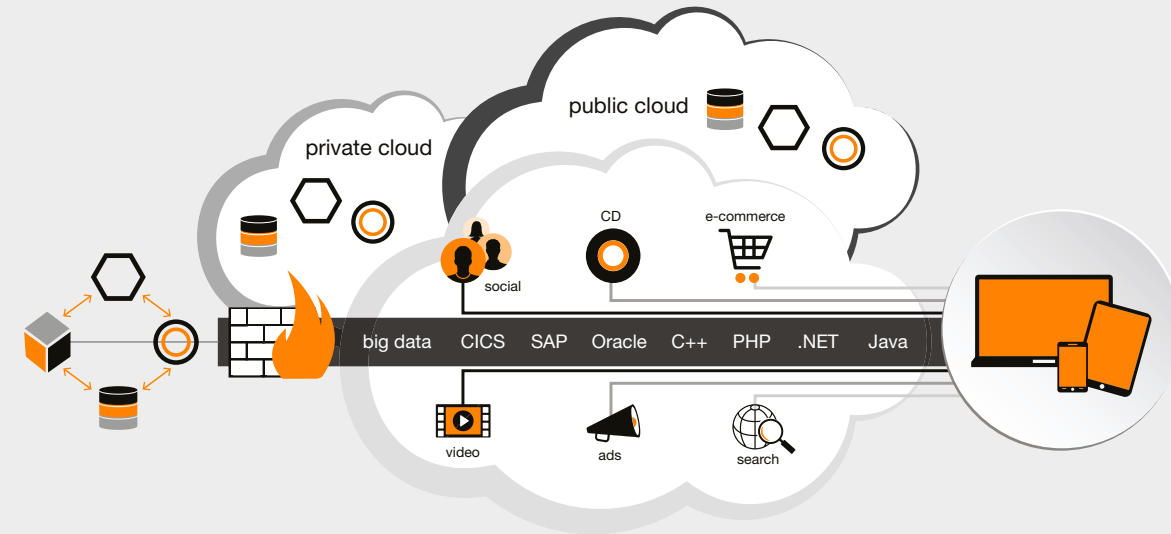 public cloud
private cloud
CD
e-commerce
social
big data CICS SAP Oracle C++ PHP .NET Java
video
ads
search